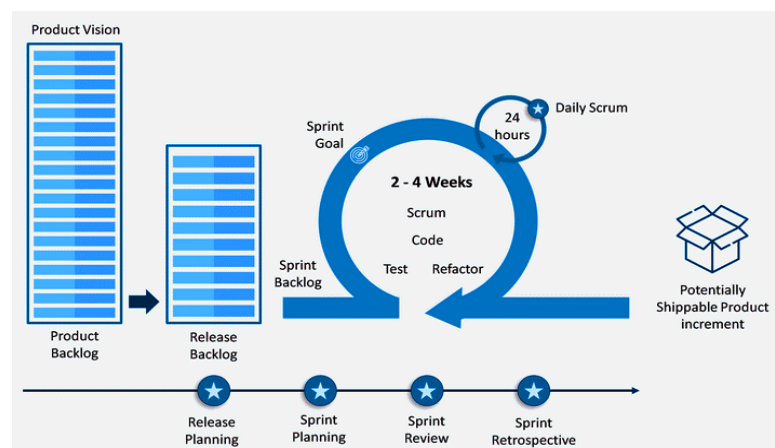 Product Vision
Product
Backlog
Release
Backlog
Sprint
Goal
Sprint
Backlog
2 - 4 Weeks
Scrum
Code
Test Refactor
24
hours
Daily Scrum
Potentially
Shippable Product
increment
Release
Planning
Sprint
Planning
Sprint
Review
Sprint
Retrospective